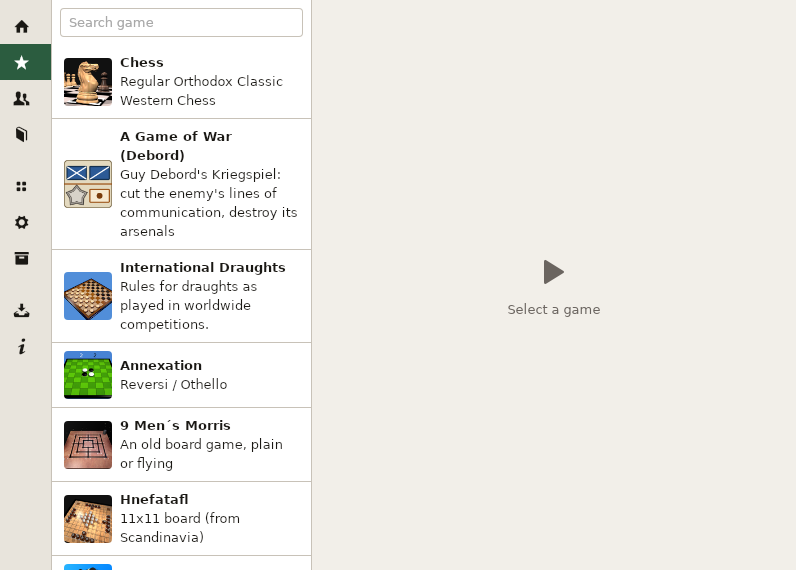 Search game
Chess
Regular Orthodox Classic
Western Chess
A Game of War
(Debord)
Guy Debord's Kriegspiel:
cut the enemy's lines of
communication, destroy its
arsenals
International Draughts
Rules for draughts as
played in worldwide
competitions.
Annexation
Reversi / Othello
9 Men´s Morris
An old board game, plain
or flying
Hnefatafl
11x11 board (from
Scandinavia)
Select a game